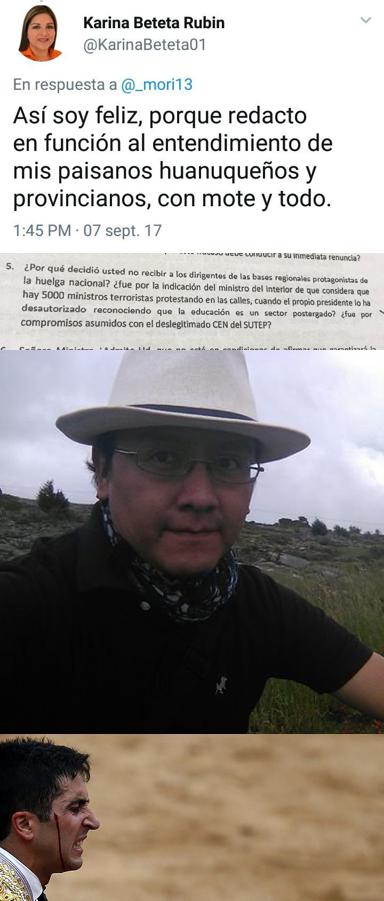 Karina Beteta Rubin
@KarinaBeteta01
En respuesta a @_mori13
Así soy feliz, porque redacto
en función al entendimiento de
mis paisanos huanuqueños y
provincianos, con mote y todo.
1:45 PM · 07 sept. 17
debe conducir a su inmediata renuncia?
5. ¿Por qué decidió usted no recibir a los dirigentes de las bases regionales protagonistas de
la huelga nacional? ¿fue por la indicación del ministro del interior de que considera que
hay 5000 ministros terroristas protestando en las calles, cuando el propio presidente lo ha
desautorizado reconociendo que la educación es un sector postergado? ¿fue por
compromisos asumidos con el deslegitimado CEN del SUTEP?